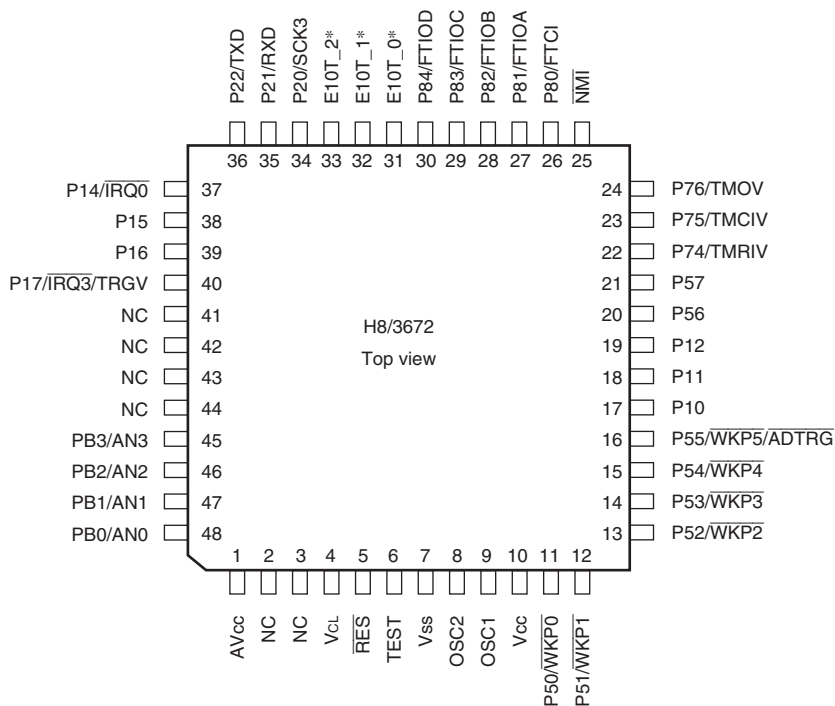 P22/TXD
P21/RXD
P20/SCK3
E10T_2*
E10T_1*
E10T_0*
P84/FTIOD
P83/FTIOC
P82/FTIOB
P81/FTIOA
P80/FTCI
NMI
36 35 34 33 32 31 30 29 28 27 26 25
P14/IRQ0 37
P15 38
P16 39
P17/IRQ3/TRGV 40
NC 41
NC 42
NC 43
NC 44
PB3/AN3 45
PB2/AN2 46
PB1/AN1 47
PB0/AN0 48
H8/3672
Top view
24 P76/TMOV
23 P75/TMCIV
22 P74/TMRIV
21 P57
20 P56
19 P12
18 P11
17 P10
16 P55/WKP5/ADTRG
15 P54/WKP4
14 P53/WKP3
13 P52/WKP2
1 2 3 4 5 6 7 8 9 10 11 12
AVcc
NC
NC
VCL
RES
TEST
Vss
OSC2
OSC1
Vcc
P50/WKP0
P51/WKP1